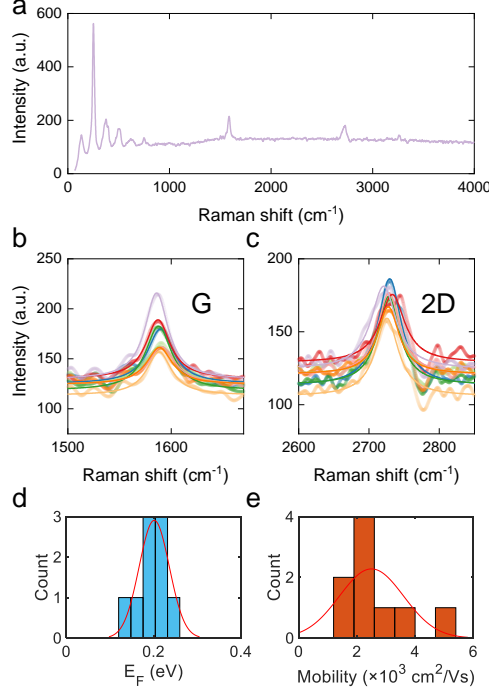 a
600
400
200
0
Intensity (a.u.)
0 1000 2000 3000 4000
Raman shift (cm⁻¹)
b
250
200
150
100
Intensity (a.u.)
G
1500 1600
Raman shift (cm⁻¹)
c
200
150
100
2D
2600 2700 2800
Raman shift (cm⁻¹)
d
3
2
1
0
Count
0 0.2 0.4
E_F (eV)
e
4
2
0
Count
0 2 4 6
Mobility (×10³ cm²/Vs)